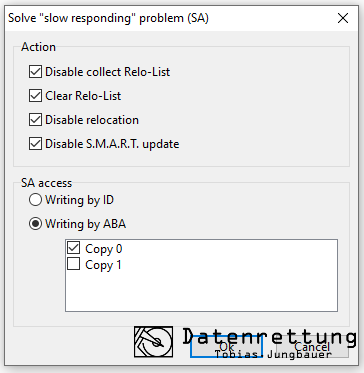 Solve "slow responding" problem (SA)
Action
Disable collect Relo-List
Clear Relo-List
Disable relocation
Disable S.M.A.R.T. update
SA access
Writing by ID
Writing by ABA
Copy 0
Copy 1
Datenrettung
Tobias Jungbauer
Ok
Cancel